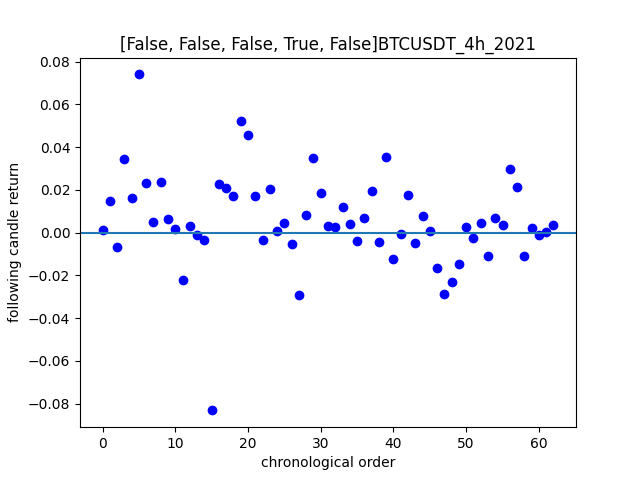 [False, False, False, True, False]BTCUSDT_4h_2021
0.08
0.06
0.04
0.02
0.00
−0.02
−0.04
−0.06
−0.08
following candle return
0 10 20 30 40 50 60
chronological order